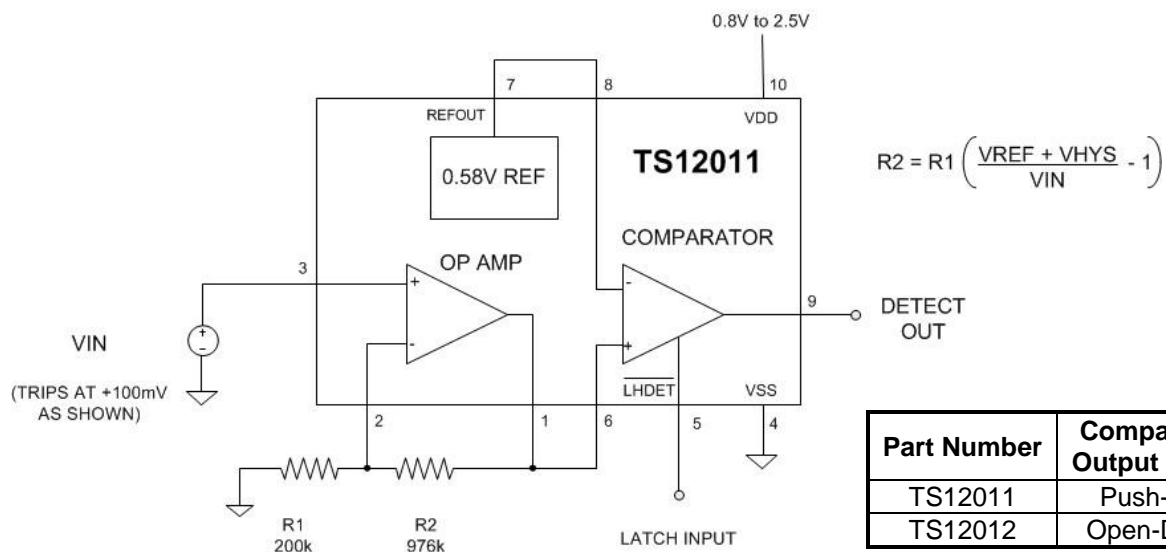 0.8V to 2.5V
7
8
10
REFOUT
VDD
0.58V REF
TS12011
R2 = R1 ( VREF + VHYS / VIN - 1 )
COMPARATOR
3
OP AMP
+
-
-
+
9
DETECT
OUT
VIN
+
-
(TRIPS AT +100mV
AS SHOWN)
LHDET
VSS
2
1
6
5
4
R1
200k
R2
976k
LATCH INPUT
Part Number
Output
TS12011
Push-
TS12012